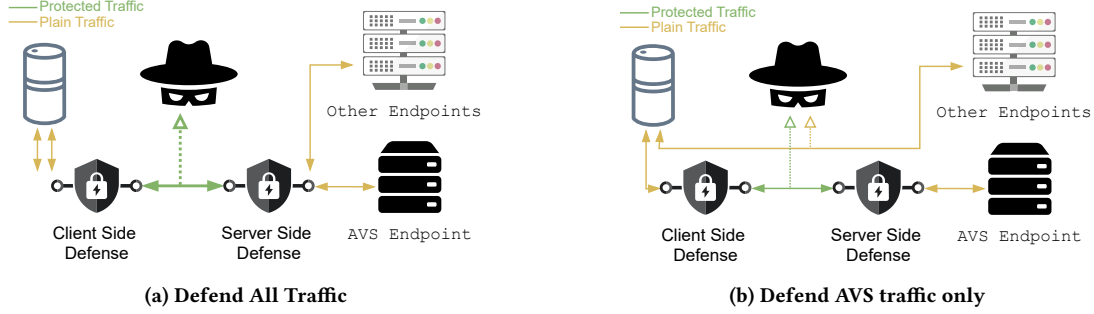 Protected Traffic
Plain Traffic
Other Endpoints
AVS Endpoint
Client Side
Defense
Server Side
Defense
(a) Defend All Traffic
Protected Traffic
Plain Traffic
Other Endpoints
AVS Endpoint
Client Side
Defense
Server Side
Defense
(b) Defend AVS traffic only